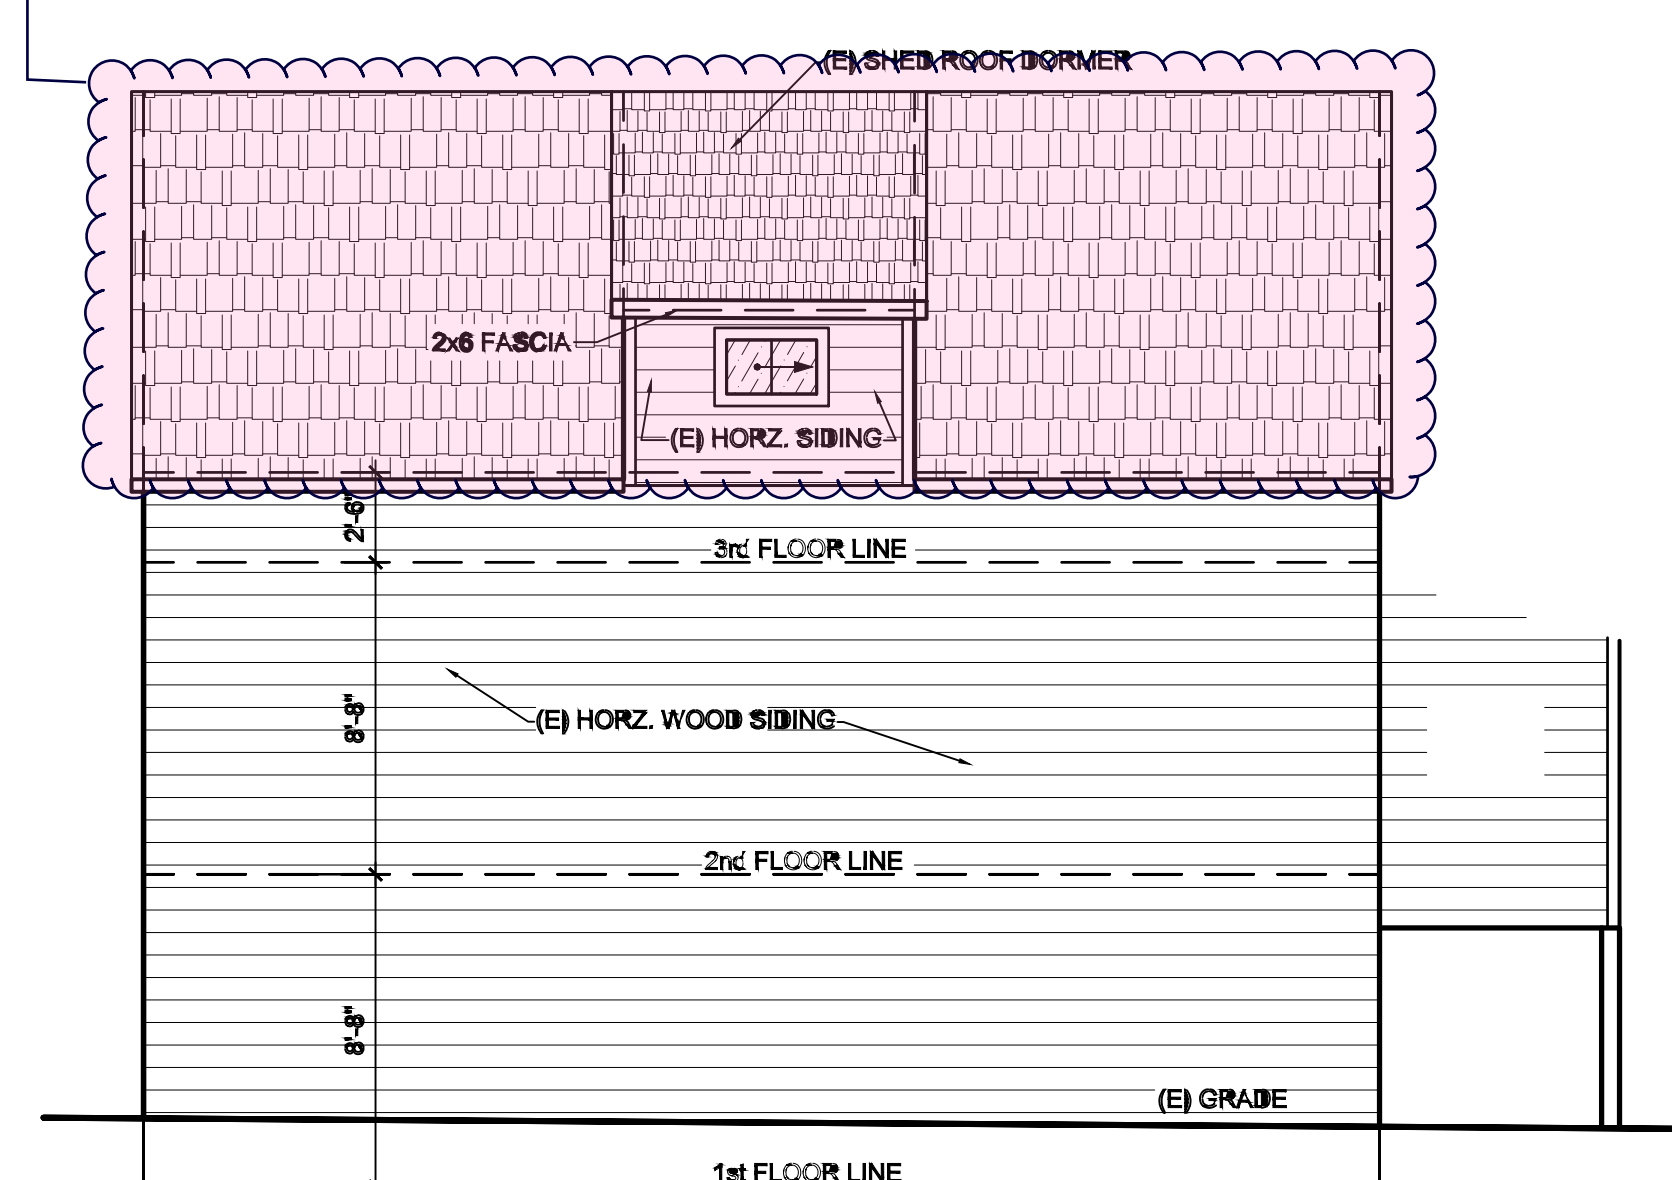 (E) SHED ROOF DORMER
2x6 FASCIA
(E) HORZ. SIDING
2'-6"
3rd FLOOR LINE
8'-8"
(E) HORZ. WOOD SIDING
2nd FLOOR LINE
8'-8"
(E) GRADE
1st FLOOR LINE